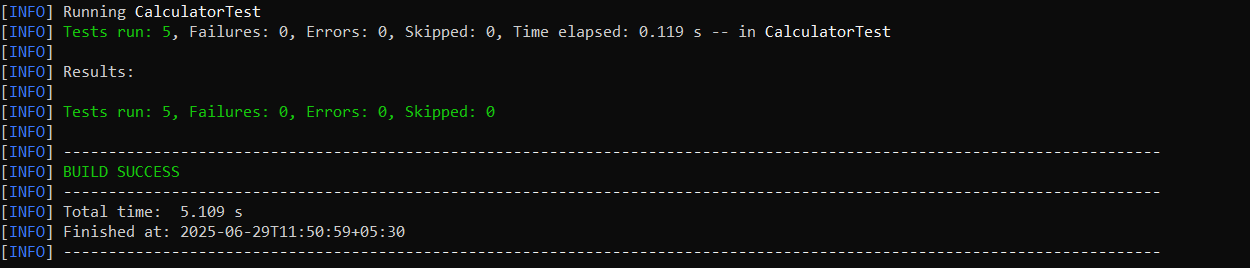 [INFO] Running CalculatorTest
[INFO] Tests run: 5, Failures: 0, Errors: 0, Skipped: 0, Time elapsed: 0.119 s -- in CalculatorTest
[INFO]
[INFO] Results:
[INFO]
[INFO] Tests run: 5, Failures: 0, Errors: 0, Skipped: 0
[INFO]
[INFO] --------------------------------------------------------------------------------------------------------------------------
[INFO] BUILD SUCCESS
[INFO] --------------------------------------------------------------------------------------------------------------------------
[INFO] Total time:  5.109 s
[INFO] Finished at: 2025-06-29T11:50:59+05:30
[INFO] --------------------------------------------------------------------------------------------------------------------------